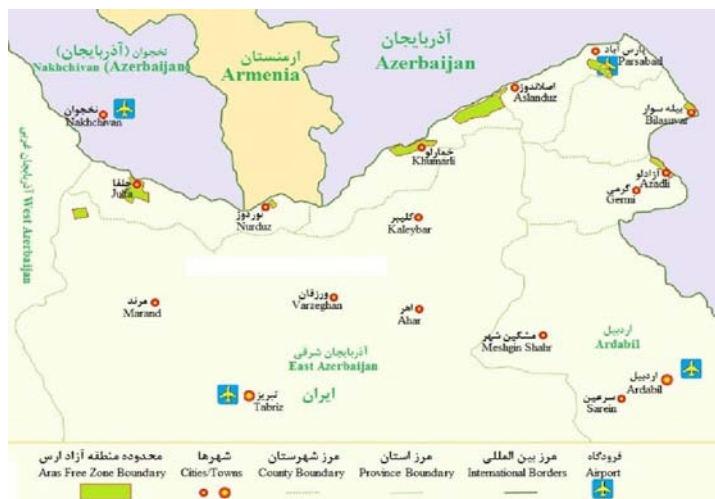 نخجوان (آذربایجان)
Nakhchivan (Azerbaijan)
ارمنستان
Armenia
آذربایجان
Azerbaijan
پارس آباد
Parsabad
اصلاندوز
Aslanduz
بیله سوار
Bilasuvar
نخجوان
Nakhchivan
خمارلو
Khumarli
آزادلو
Azadli
گرمی
Germi
جلفا
Julfa
نوردوز
Nurduz
کلیبر
Kaleybar
آذربایجان غربی
West Azerbaijan
مرند
Marand
ورزقان
Varzeghan
اهر
Ahar
مشگین شهر
Meshgin Shahr
اردبیل
Ardabil
آذربایجان شرقی
East Azerbaijan
ایران
تبریز
Tabriz
اردبیل
Ardabil
سرعین
Sarein
محدوده منطقه آزاد ارس
Aras Free Zone Boundary
شهرها
Cities/Towns
مرز شهرستان
County Boundary
مرز استان
Province Boundary
مرز بین المللی
International Borders
فرودگاه
Airport